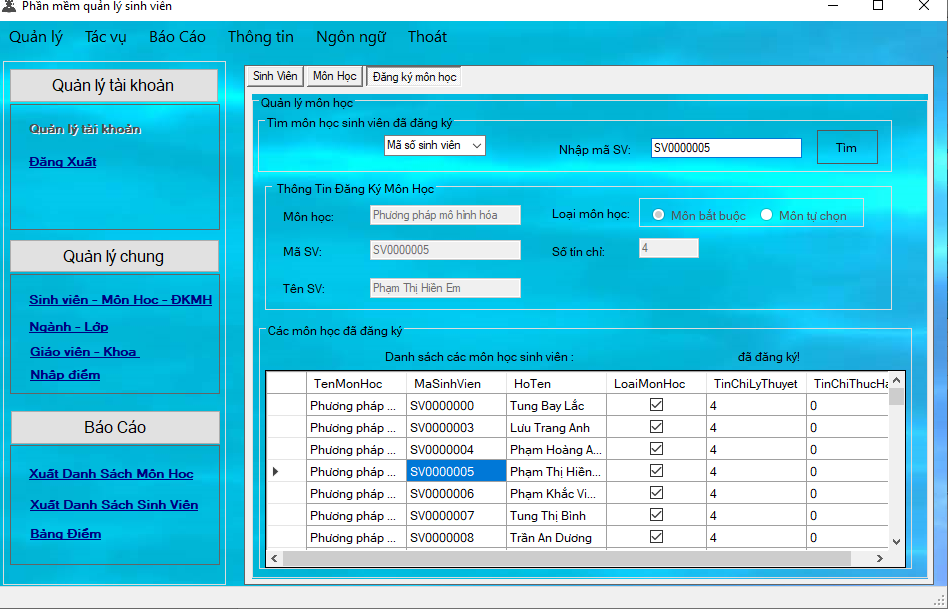 Phần mềm quản lý sinh viên
Quản lý Tác vụ Báo Cáo Thông tin Ngôn ngữ Thoát
Quản lý tài khoản
Quản lý tài khoản
Đăng Xuất
Quản lý chung
Sinh viên - Môn Học - ĐKMH
Ngành - Lớp
Giáo viên - Khoa
Nhập điểm
Báo Cáo
Xuất Danh Sách Môn Học
Xuất Danh Sách Sinh Viên
Bảng Điểm
Sinh Viên Môn Học Đăng ký môn học
Quản lý môn học
Tìm môn học sinh viên đã đăng ký
Mã số sinh viên Nhập mã SV: SV0000005 Tìm
Thông Tin Đăng Ký Môn Học
Môn học: Phương pháp mô hình hóa Loại môn học: Môn bắt buộc Môn tự chọn
Mã SV: SV0000005 Số tín chỉ: 4
Tên SV: Phạm Thị Hiền Em
Các môn học đã đăng ký
Danh sách các môn học sinh viên : đã đăng ký!
TenMonHoc MaSinhVien HoTen LoaiMonHoc TinChiLyThuyet TinChiThucHa
Phương pháp ... SV0000000 Tung Bay Lắc 4 0
Phương pháp ... SV0000003 Lưu Trang Anh 4 0
Phương pháp ... SV0000004 Phạm Hoàng A... 4 0
Phương pháp ... SV0000005 Phạm Thị Hiền... 4 0
Phương pháp ... SV0000006 Phạm Khắc Vi... 4 0
Phương pháp ... SV0000007 Tung Thị Bình 4 0
Phương pháp ... SV0000008 Trần An Dương 4 0